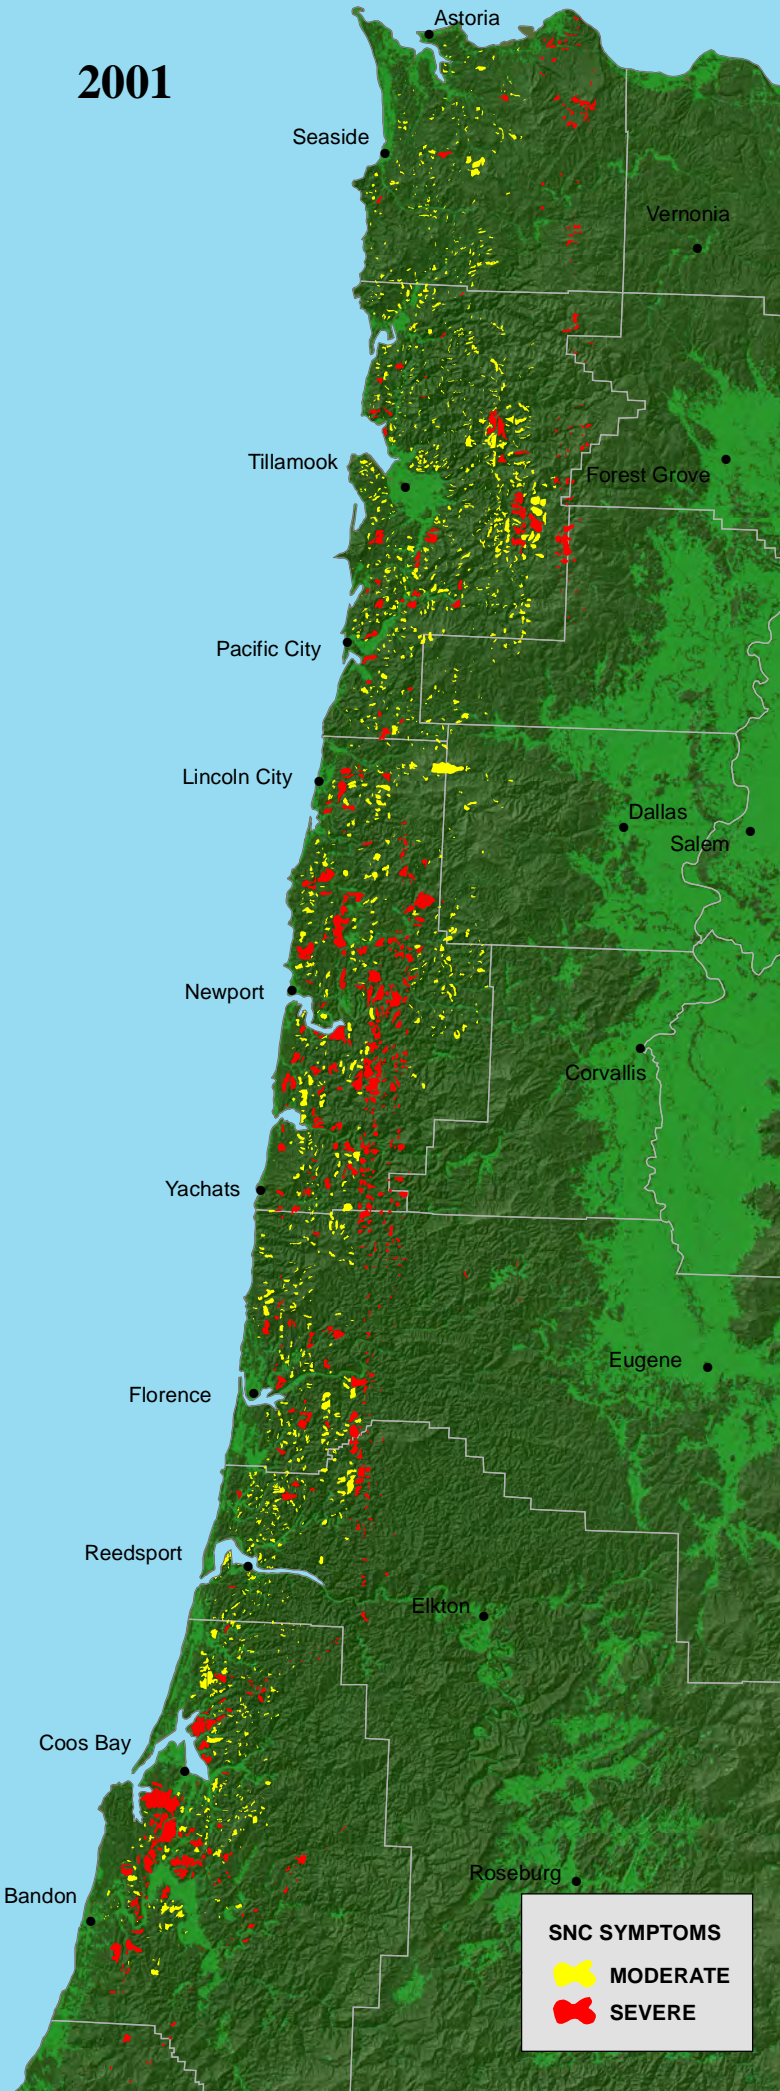 Astoria
2001
Seaside
Vernonia
Tillamook
Forest Grove
Pacific City
Lincoln City
Dallas
Salem
Newport
Corvallis
Yachats
Eugene
Florence
Reedsport
Elkton
Coos Bay
Roseburg
Bandon
SNC SYMPTOMS
MODERATE
SEVERE